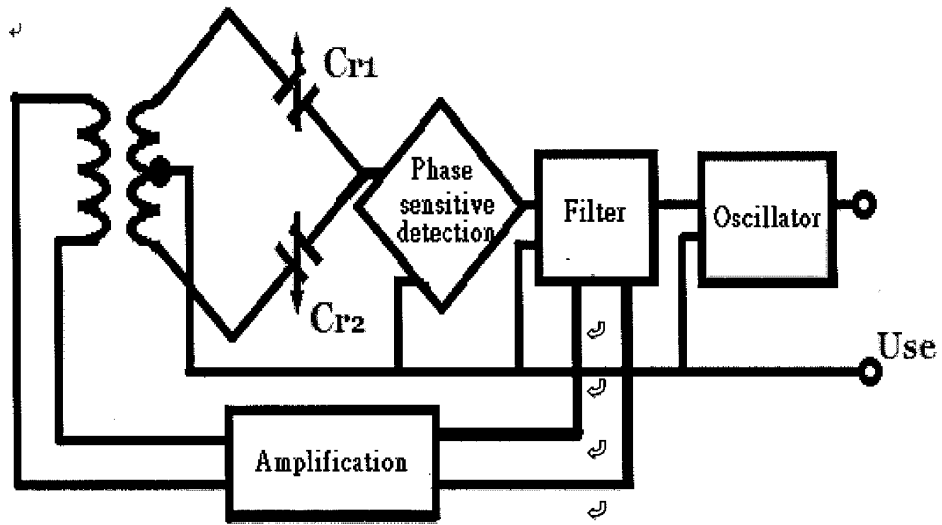 Cr1
Phase
sensitive
detection
Filter
Oscillator
Cr2
Use
Amplification